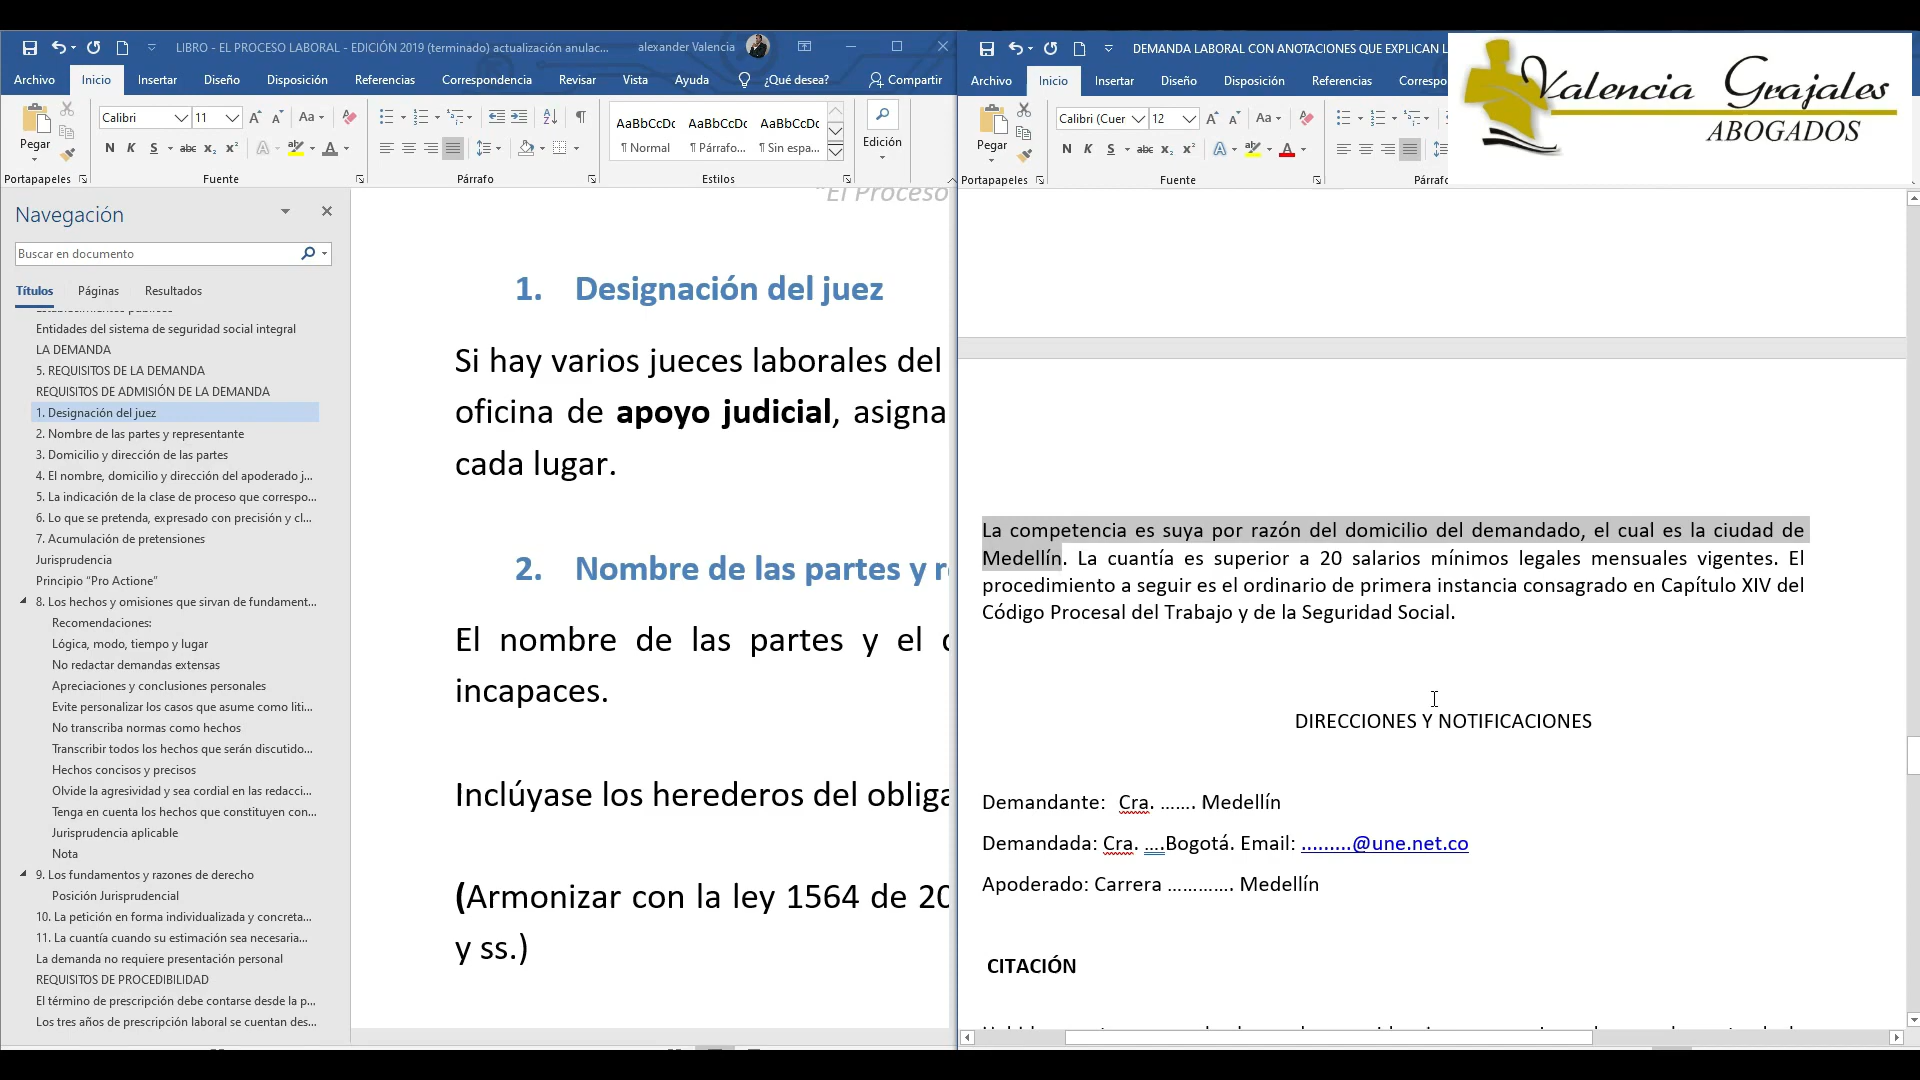 LIBRO - EL PROCESO LABORAL - EDICIÓN 2019 (terminado) actualización anulac...
alexander Valencia
Archivo Inicio Insertar Diseño Disposición Referencias Correspondencia Revisar Vista Ayuda ¿Qué desea? Compartir
Pegar
Calibri 11
N K S abc x₂ x²
AaBbCcDc AaBbCcDc AaBbCcDc
¶ Normal ¶ Párrafo... ¶ Sin espa...
Edición
Portapapeles Fuente Párrafo Estilos
Navegación
Buscar en documento
Títulos Páginas Resultados
Entidades del sistema de seguridad social integral
LA DEMANDA
5. REQUISITOS DE LA DEMANDA
REQUISITOS DE ADMISIÓN DE LA DEMANDA
1. Designación del juez
2. Nombre de las partes y representante
3. Domicilio y dirección de las partes
4. El nombre, domicilio y dirección del apoderado j...
5. La indicación de la clase de proceso que correspo...
6. Lo que se pretenda, expresado con precisión y cl...
7. Acumulación de pretensiones
Jurisprudencia
Principio "Pro Actione"
8. Los hechos y omisiones que sirvan de fundament...
Recomendaciones:
Lógica, modo, tiempo y lugar
No redactar demandas extensas
Apreciaciones y conclusiones personales
Evite personalizar los casos que asume como liti...
No transcriba normas como hechos
Transcribir todos los hechos que serán discutido...
Hechos concisos y precisos
Olvide la agresividad y sea cordial en las redacci...
Tenga en cuenta los hechos que constituyen con...
Jurisprudencia aplicable
Nota
9. Los fundamentos y razones de derecho
Posición Jurisprudencial
10. La petición en forma individualizada y concreta...
11. La cuantía cuando su estimación sea necesaria...
La demanda no requiere presentación personal
REQUISITOS DE PROCEDIBILIDAD
El término de prescripción debe contarse desde la p...
Los tres años de prescripción laboral se cuentan des...
"El Proceso
1. Designación del juez
Si hay varios jueces laborales del
oficina de apoyo judicial, asigna
cada lugar.
2. Nombre de las partes y r
El nombre de las partes y el
incapaces.
Inclúyase los herederos del obliga
(Armonizar con la ley 1564 de 20
y ss.)
DEMANDA LABORAL CON ANOTACIONES QUE EXPLICAN L
Archivo Inicio Insertar Diseño Disposición Referencias Correspo
Pegar
Calibri (Cuer 12
N K S abc x₂ x²
Portapapeles Fuente Párraf
Valencia Grajales
ABOGADOS
La competencia es suya por razón del domicilio del demandado, el cual es la ciudad de
Medellín. La cuantía es superior a 20 salarios mínimos legales mensuales vigentes. El
procedimiento a seguir es el ordinario de primera instancia consagrado en Capítulo XIV del
Código Procesal del Trabajo y de la Seguridad Social.
DIRECCIONES Y NOTIFICACIONES
Demandante: Cra. ....... Medellín
Demandada: Cra. ....Bogotá. Email: .........@une.net.co
Apoderado: Carrera ............. Medellín
CITACIÓN